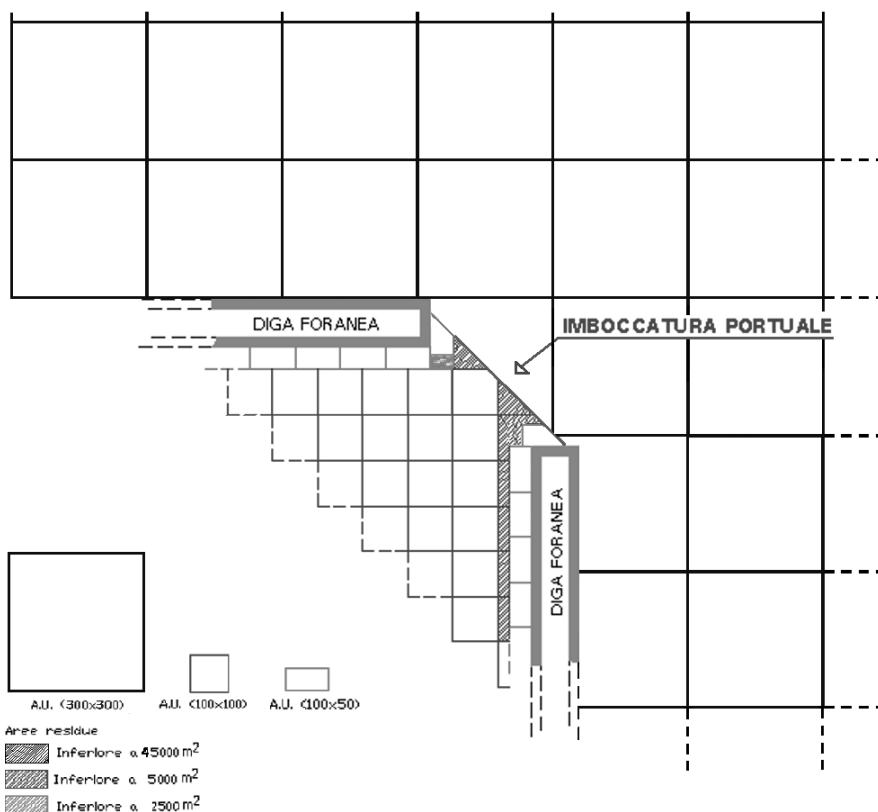 DIGA FORANEA
IMBOCCATURA PORTUALE
DIGA FORANEA
A.U. (300x300)
A.U. (100x100)
A.U. (100x50)
Aree residue
Inferiore a 45000 m²
Inferiore a 5000 m²
Inferiore a 2500 m²